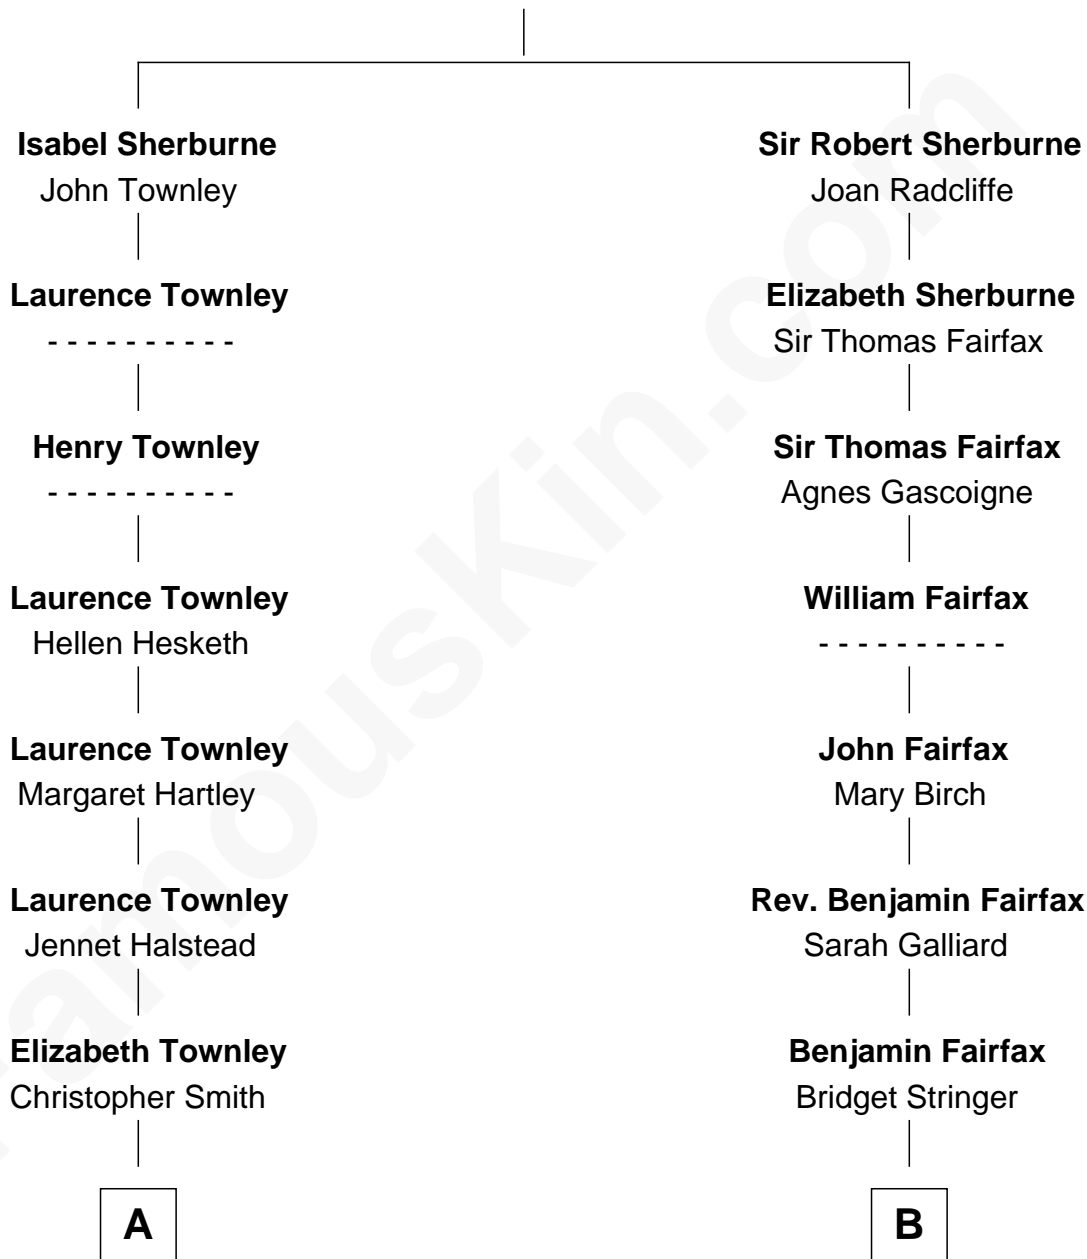 Isabel Sherburne
John Townley
Laurence Townley
- - - - - - - - - -
Henry Townley
- - - - - - - - - -
Laurence Townley
Hellen Hesketh
Laurence Townley
Margaret Hartley
Laurence Townley
Jennet Halstead
Elizabeth Townley
Christopher Smith
A
Sir Robert Sherburne
Joan Radcliffe
Elizabeth Sherburne
Sir Thomas Fairfax
Sir Thomas Fairfax
Agnes Gascoigne
William Fairfax
- - - - - - - - - -
John Fairfax
Mary Birch
Rev. Benjamin Fairfax
Sarah Galliard
Benjamin Fairfax
Bridget Stringer
B
FamousKin.com